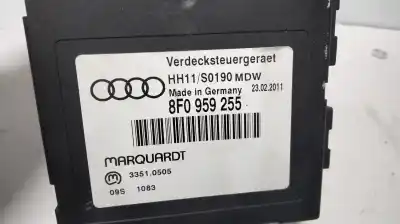 Verdecksteuergeraet
HH11/S0190 MDW
Made in Germany 23.02.2011
8F0 959 255
MARQUARDT
3351.0505
09S 1083